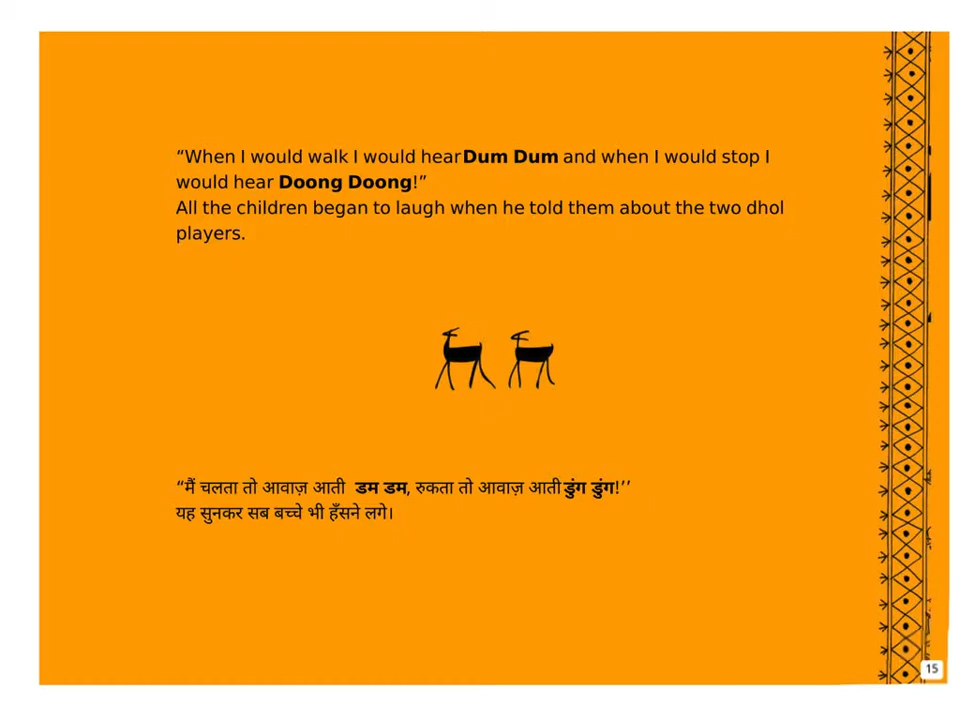 “When I would walk I would hear Dum Dum and when I would stop I
would hear Doong Doong!”
All the children began to laugh when he told them about the two dhol
players.
“मैं चलता तो आवाज़ आती डम डम, रुकता तो आवाज़ आती डुंग डुंग!’’
यह सुनकर सब बच्चे भी हँसने लगे।
15